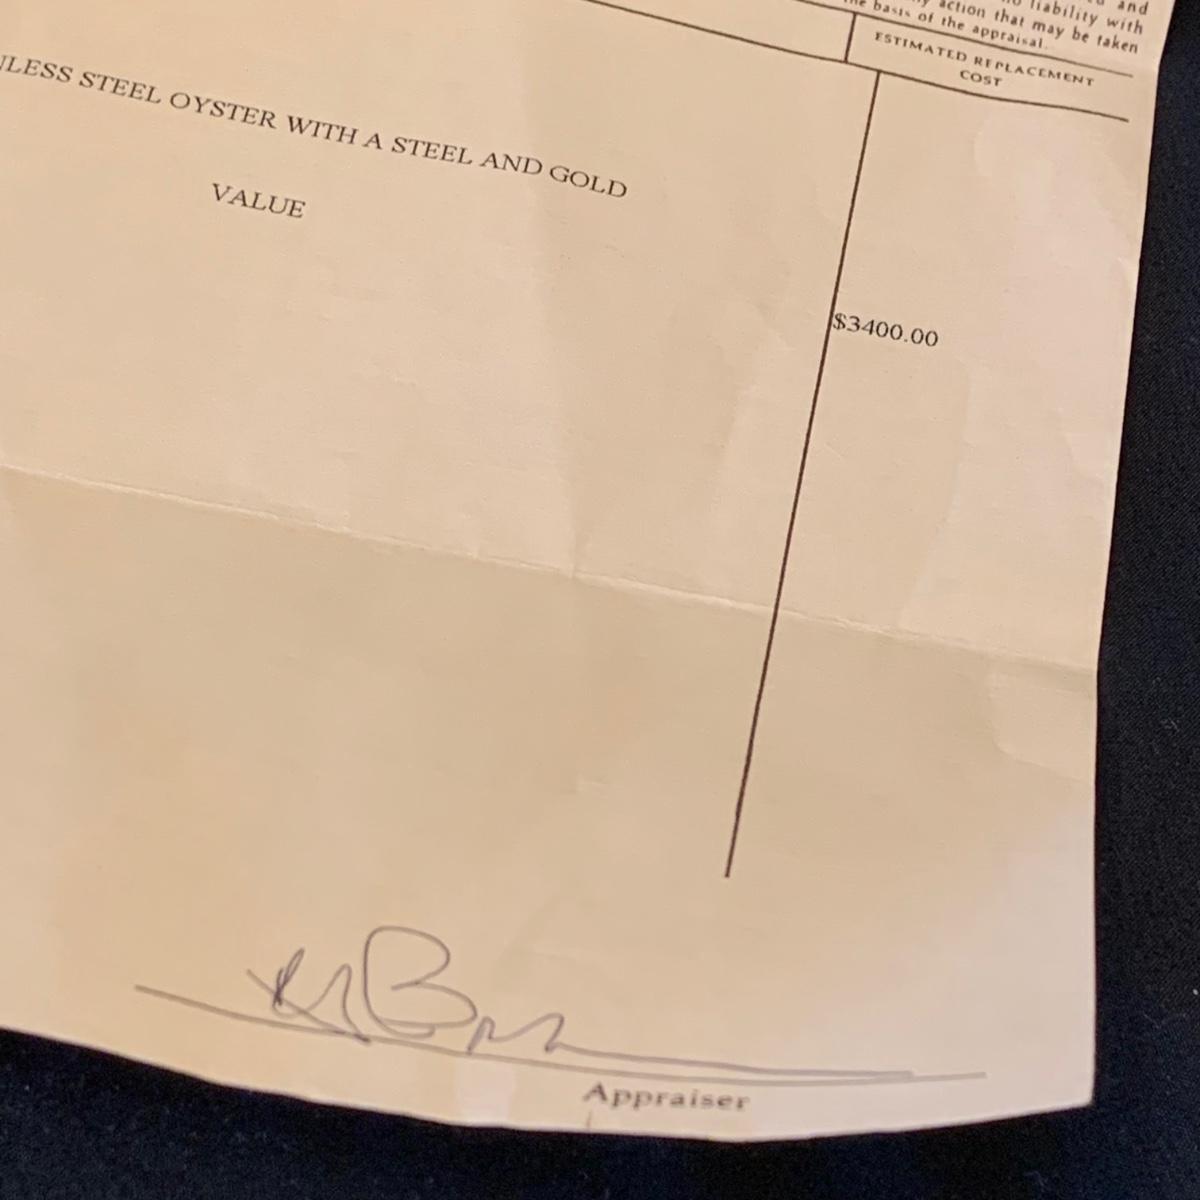 and
liability with
action that may be taken
the basis of the appraisal.
ESTIMATED REPLACEMENT
COST
NLESS STEEL OYSTER WITH A STEEL AND GOLD
VALUE
$3400.00
Appraiser